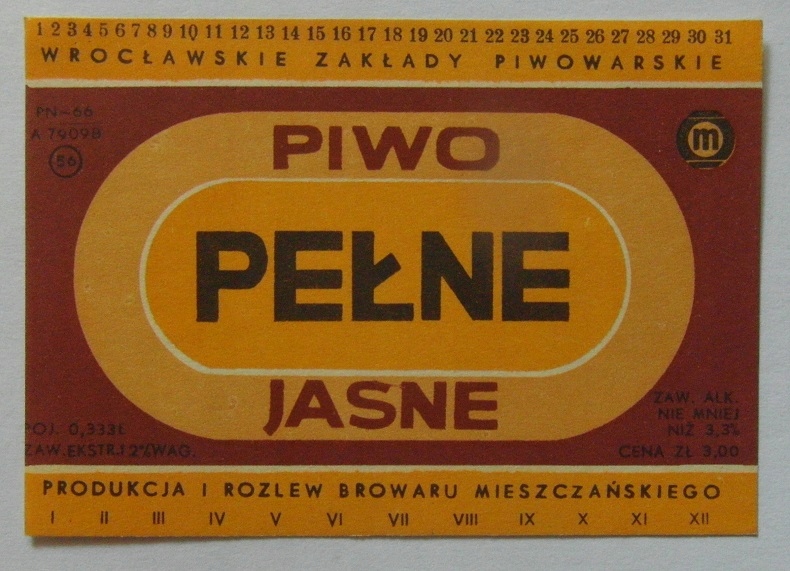 1 2 3 4 5 6 7 8 9 10 11 12 13 14 15 16 17 18 19 20 21 22 23 24 25 26 27 28 29 30 31
WROCŁAWSKIE ZAKŁADY PIWOWARSKIE
PN-66
A 79098
56
m
PIWO
PEŁNE
JASNE
POJ. 0,333Ł
ZAW.EKSTR.12%WAG.
ZAW. ALK.
NIE MNIEJ
NIŻ 3,3%
CENA ZŁ 3,00
PRODUKCJA I ROZLEW BROWARU MIESZCZAŃSKIEGO
I II III IV V VI VII VIII IX X XI XII